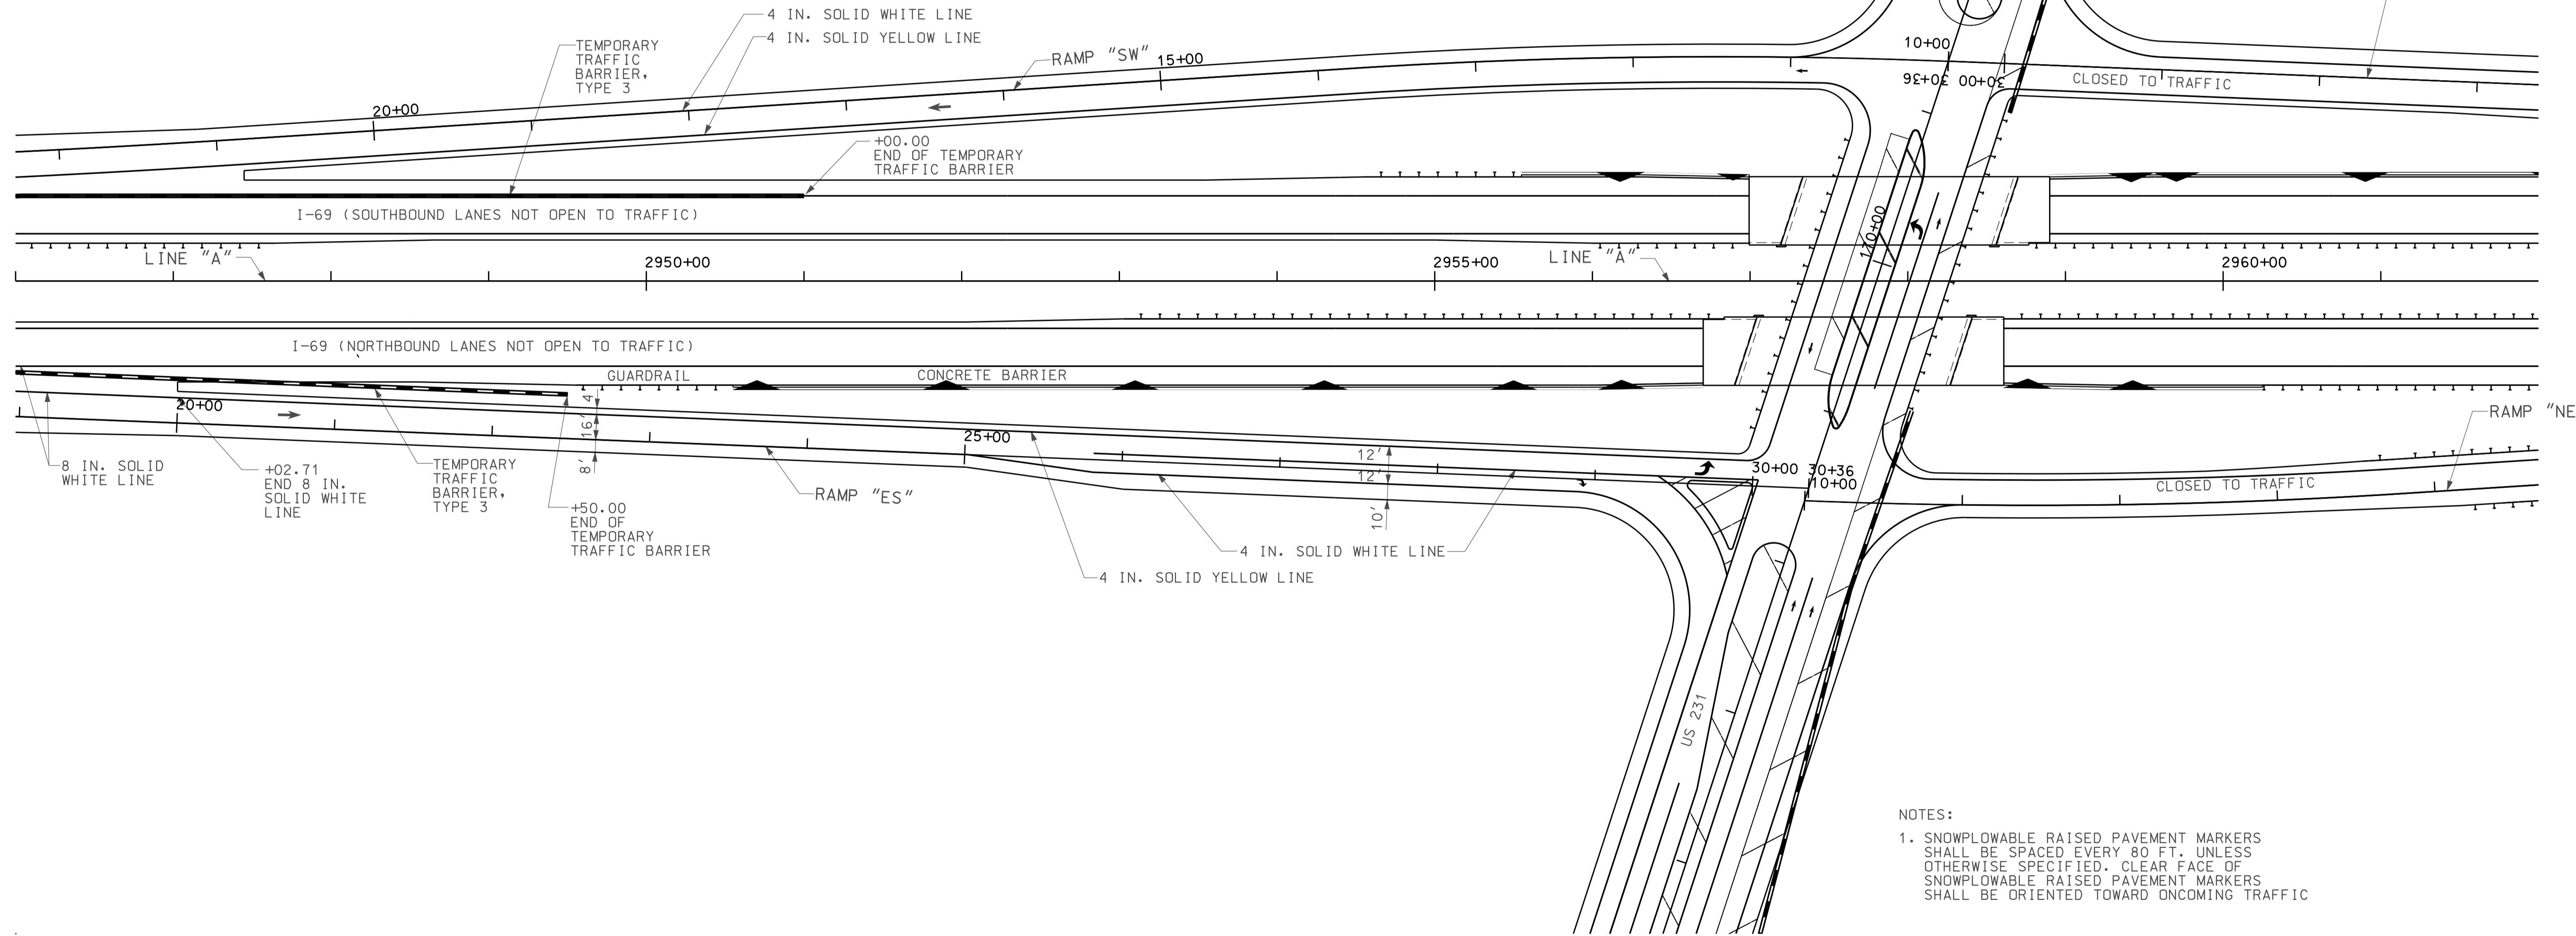 4 IN. SOLID WHITE LINE
4 IN. SOLID YELLOW LINE
TEMPORARY
TRAFFIC
BARRIER,
TYPE 3
RAMP "SW"
15+00
10+00
30+36 30+00
CLOSED TO TRAFFIC
20+00
+00.00
END OF TEMPORARY
TRAFFIC BARRIER
I-69 (SOUTHBOUND LANES NOT OPEN TO TRAFFIC)
170+00
LINE "A"
2950+00
2955+00
LINE "A"
2960+00
I-69 (NORTHBOUND LANES NOT OPEN TO TRAFFIC)
GUARDRAIL
CONCRETE BARRIER
20+00
4'
16'
8'
25+00
12'
12'
10'
30+00 30+36
10+00
CLOSED TO TRAFFIC
RAMP "NE
8 IN. SOLID
WHITE LINE
+02.71
END 8 IN.
SOLID WHITE
LINE
TEMPORARY
TRAFFIC
BARRIER,
TYPE 3
+50.00
END OF
TEMPORARY
TRAFFIC BARRIER
RAMP "ES"
4 IN. SOLID WHITE LINE
4 IN. SOLID YELLOW LINE
US 231
NOTES:
1. SNOWPLOWABLE RAISED PAVEMENT MARKERS
SHALL BE SPACED EVERY 80 FT. UNLESS
OTHERWISE SPECIFIED. CLEAR FACE OF
SNOWPLOWABLE RAISED PAVEMENT MARKERS
SHALL BE ORIENTED TOWARD ONCOMING TRAFFIC